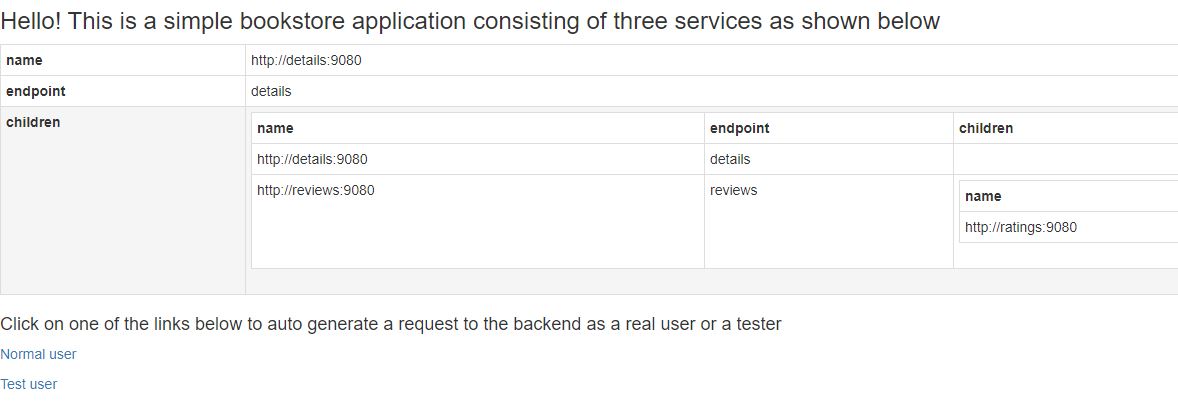 Hello! This is a simple bookstore application consisting of three services as shown below
name http://details:9080
endpoint details
children
name endpoint children
http://details:9080 details
http://reviews:9080 reviews
name
http://ratings:9080
Click on one of the links below to auto generate a request to the backend as a real user or a tester
Normal user
Test user